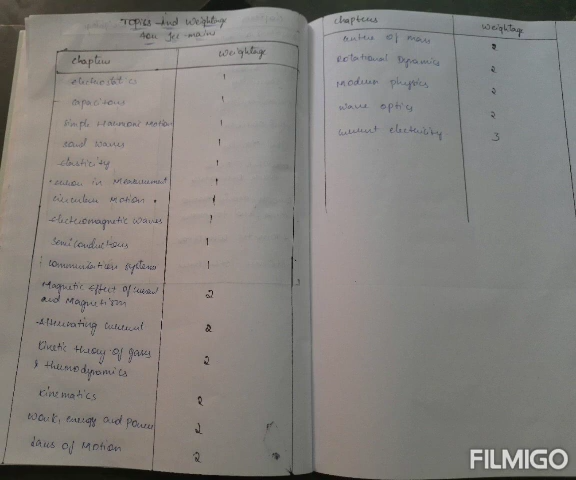 Topics and Weightage
for Jee mains
chapters weightage
electrostatics 1
capacitors 1
Simple Harmonic Motion 1
sound waves 1
elasticity 1
error in Measurement 1
circular Motion 1
electromagnetic waves 1
semiconductors 1
communication systems 1
Magnetic Effect of current
and Magnetism 2
Alternating current 2
Kinetic theory of gases
& thermodynamics 2
Kinematics 2
Work, energy and power 2
Laws of Motion 2
chapters weightage
centre of mass 2
Rotational Dynamics 2
Modern physics 2
wave optics 2
current electricity 3
FILMIGO